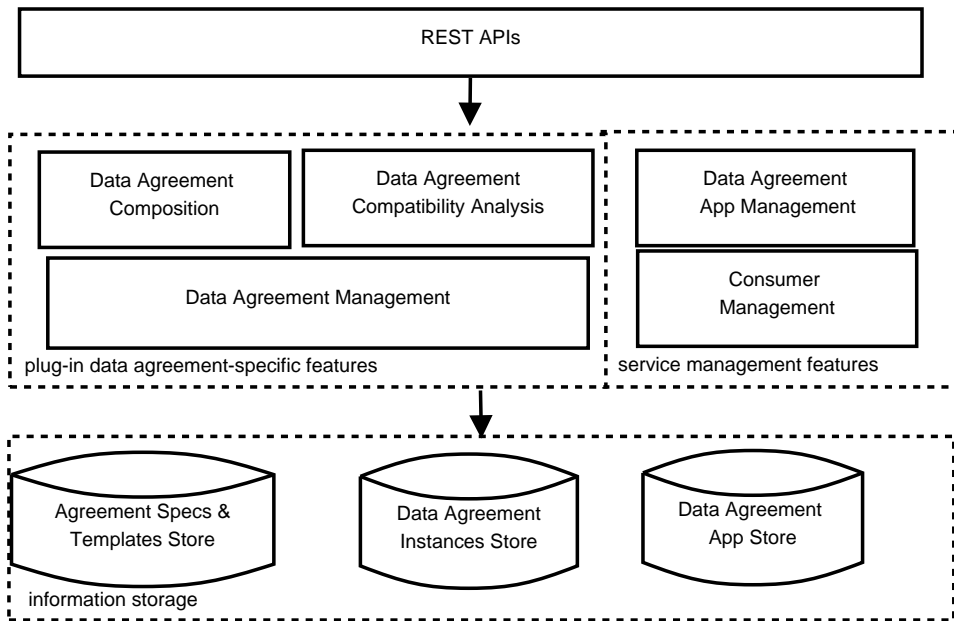 REST APIs
Data Agreement
Composition
Data Agreement
Compatibility Analysis
Data Agreement
App Management
Data Agreement Management
Consumer
Management
plug-in data agreement-specific features
service management features
Agreement Specs &
Templates Store
Data Agreement
Instances Store
Data Agreement
App Store
information storage